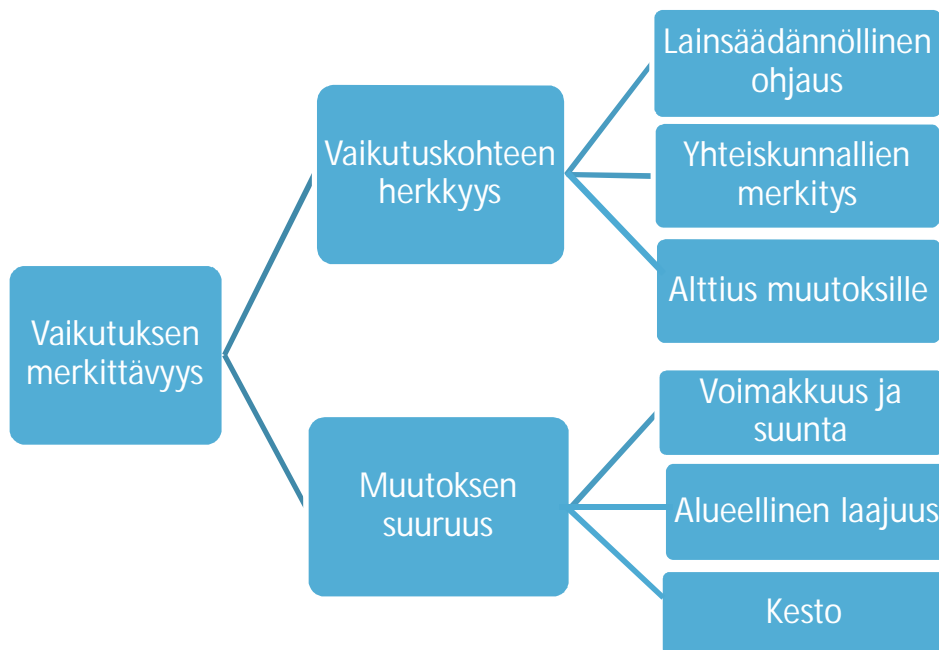 Vaikutuksen
merkittävyys
Vaikutuskohteen
herkkyys
Lainsäädännöllinen
ohjaus
Yhteiskunnallien
merkitys
Alttius muutoksille
Muutoksen
suuruus
Voimakkuus ja
suunta
Alueellinen laajuus
Kesto